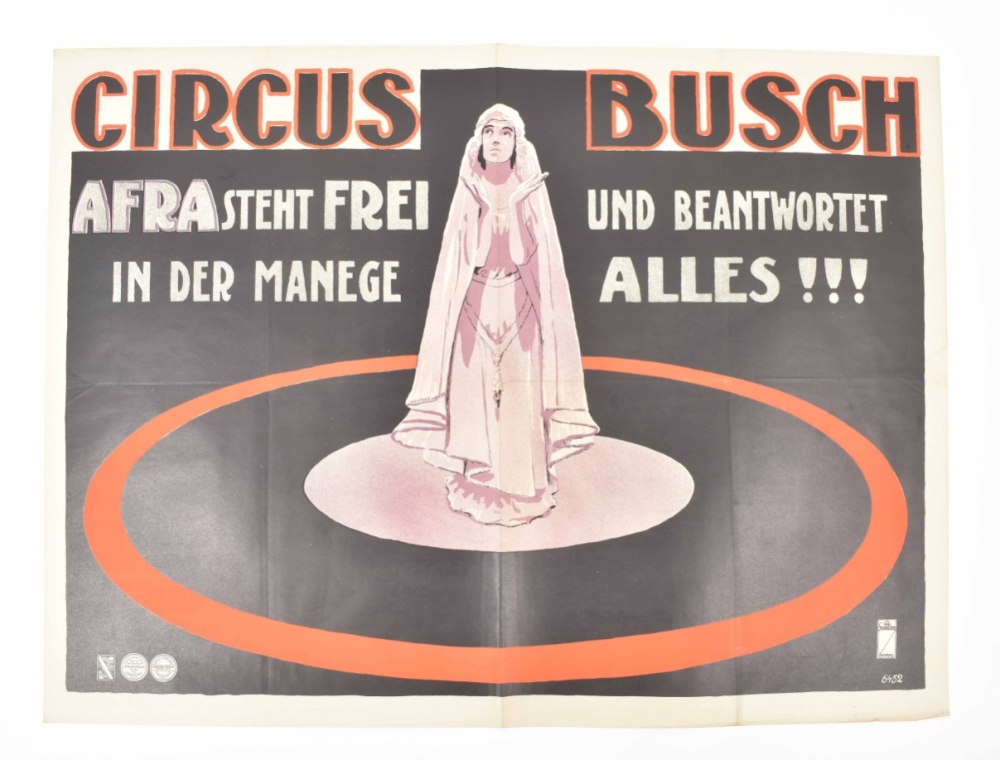 CIRCUS BUSCH
AFRA STEHT FREI UND BEANTWORTET
IN DER MANEGE ALLES !!!
6452